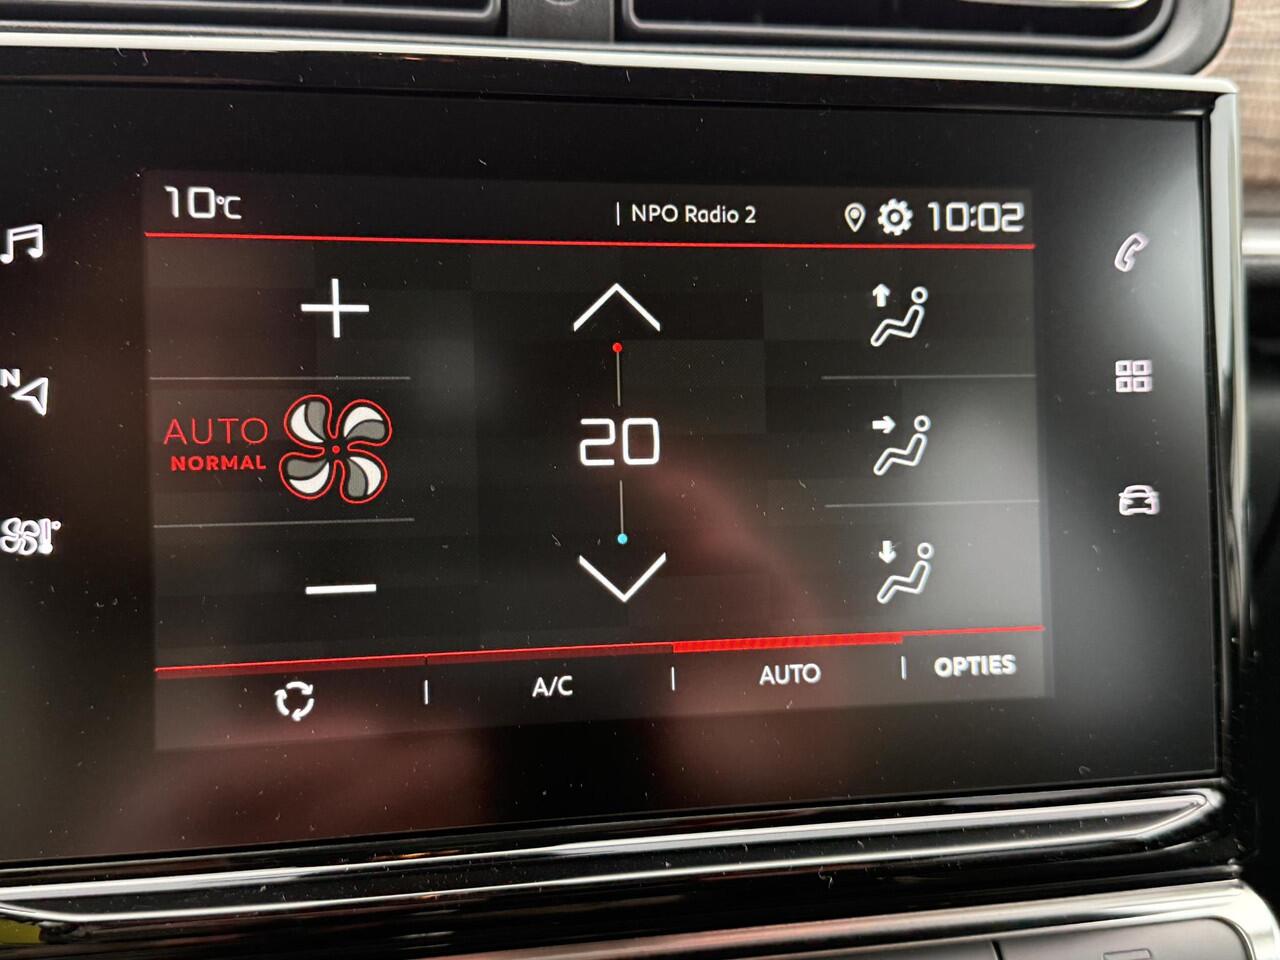 10°C
| NPO Radio 2
10:02
N
AUTO
NORMAL
20
A/C
AUTO
OPTIES